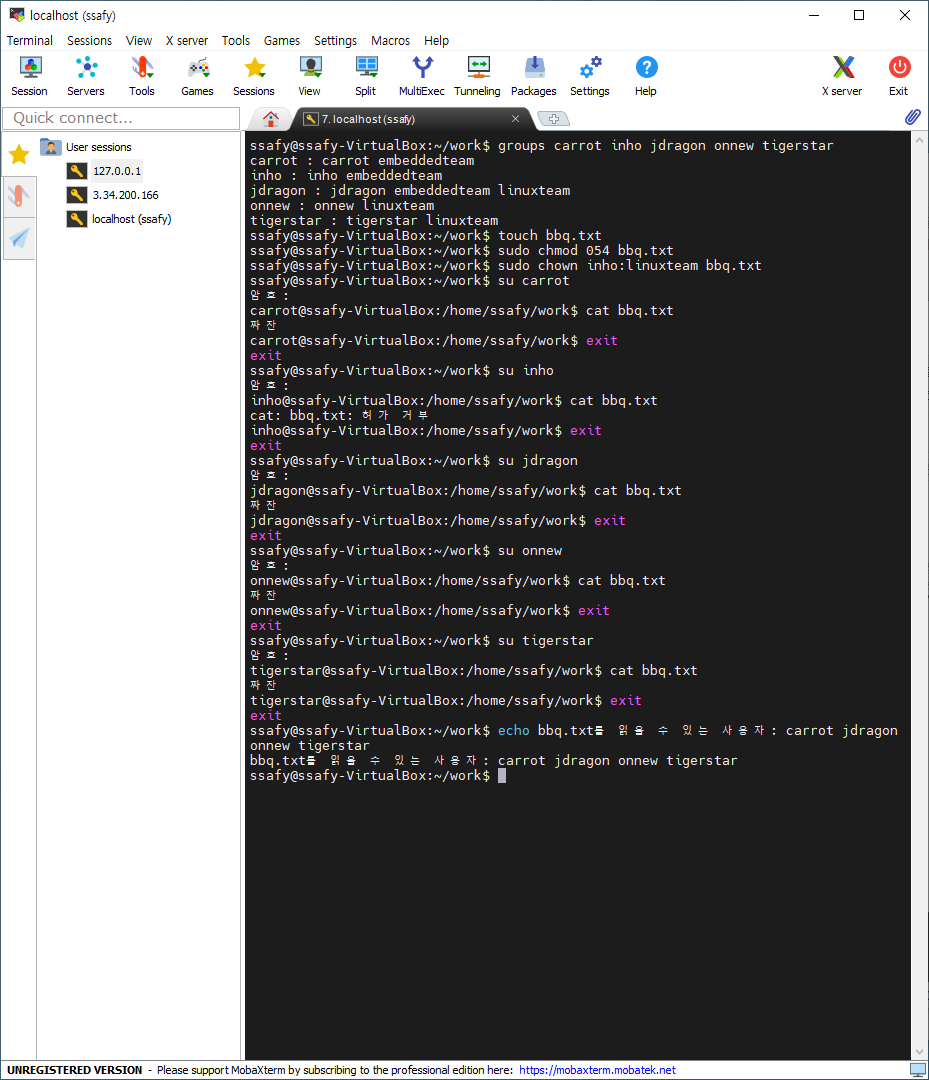 localhost (ssafy)
Terminal Sessions View X server Tools Games Settings Macros Help
Session Servers Tools Games Sessions View Split MultiExec Tunneling Packages Settings Help X server Exit
Quick connect...
7. localhost (ssafy)
User sessions
127.0.0.1
3.34.200.166
localhost (ssafy)
ssafy@ssafy-VirtualBox:~/work$ groups carrot inho jdragon onnew tigerstar
carrot : carrot embeddedteam
inho : inho embeddedteam
jdragon : jdragon embeddedteam linuxteam
onnew : onnew linuxteam
tigerstar : tigerstar linuxteam
ssafy@ssafy-VirtualBox:~/work$ touch bbq.txt
ssafy@ssafy-VirtualBox:~/work$ sudo chmod 054 bbq.txt
ssafy@ssafy-VirtualBox:~/work$ sudo chown inho:linuxteam bbq.txt
ssafy@ssafy-VirtualBox:~/work$ su carrot
암호:
carrot@ssafy-VirtualBox:/home/ssafy/work$ cat bbq.txt
짜잔
carrot@ssafy-VirtualBox:/home/ssafy/work$ exit
exit
ssafy@ssafy-VirtualBox:~/work$ su inho
암호:
inho@ssafy-VirtualBox:/home/ssafy/work$ cat bbq.txt
cat: bbq.txt: 허가 거부
inho@ssafy-VirtualBox:/home/ssafy/work$ exit
exit
ssafy@ssafy-VirtualBox:~/work$ su jdragon
암호:
jdragon@ssafy-VirtualBox:/home/ssafy/work$ cat bbq.txt
짜잔
jdragon@ssafy-VirtualBox:/home/ssafy/work$ exit
exit
ssafy@ssafy-VirtualBox:~/work$ su onnew
암호:
onnew@ssafy-VirtualBox:/home/ssafy/work$ cat bbq.txt
짜잔
onnew@ssafy-VirtualBox:/home/ssafy/work$ exit
exit
ssafy@ssafy-VirtualBox:~/work$ su tigerstar
암호:
tigerstar@ssafy-VirtualBox:/home/ssafy/work$ cat bbq.txt
짜잔
tigerstar@ssafy-VirtualBox:/home/ssafy/work$ exit
exit
ssafy@ssafy-VirtualBox:~/work$ echo bbq.txt를 읽을 수 있는 사용자: carrot jdragon
onnew tigerstar
bbq.txt를 읽을 수 있는 사용자: carrot jdragon onnew tigerstar
ssafy@ssafy-VirtualBox:~/work$
UNREGISTERED VERSION - Please support MobaXterm by subscribing to the professional edition here: https://mobaxterm.mobatek.net